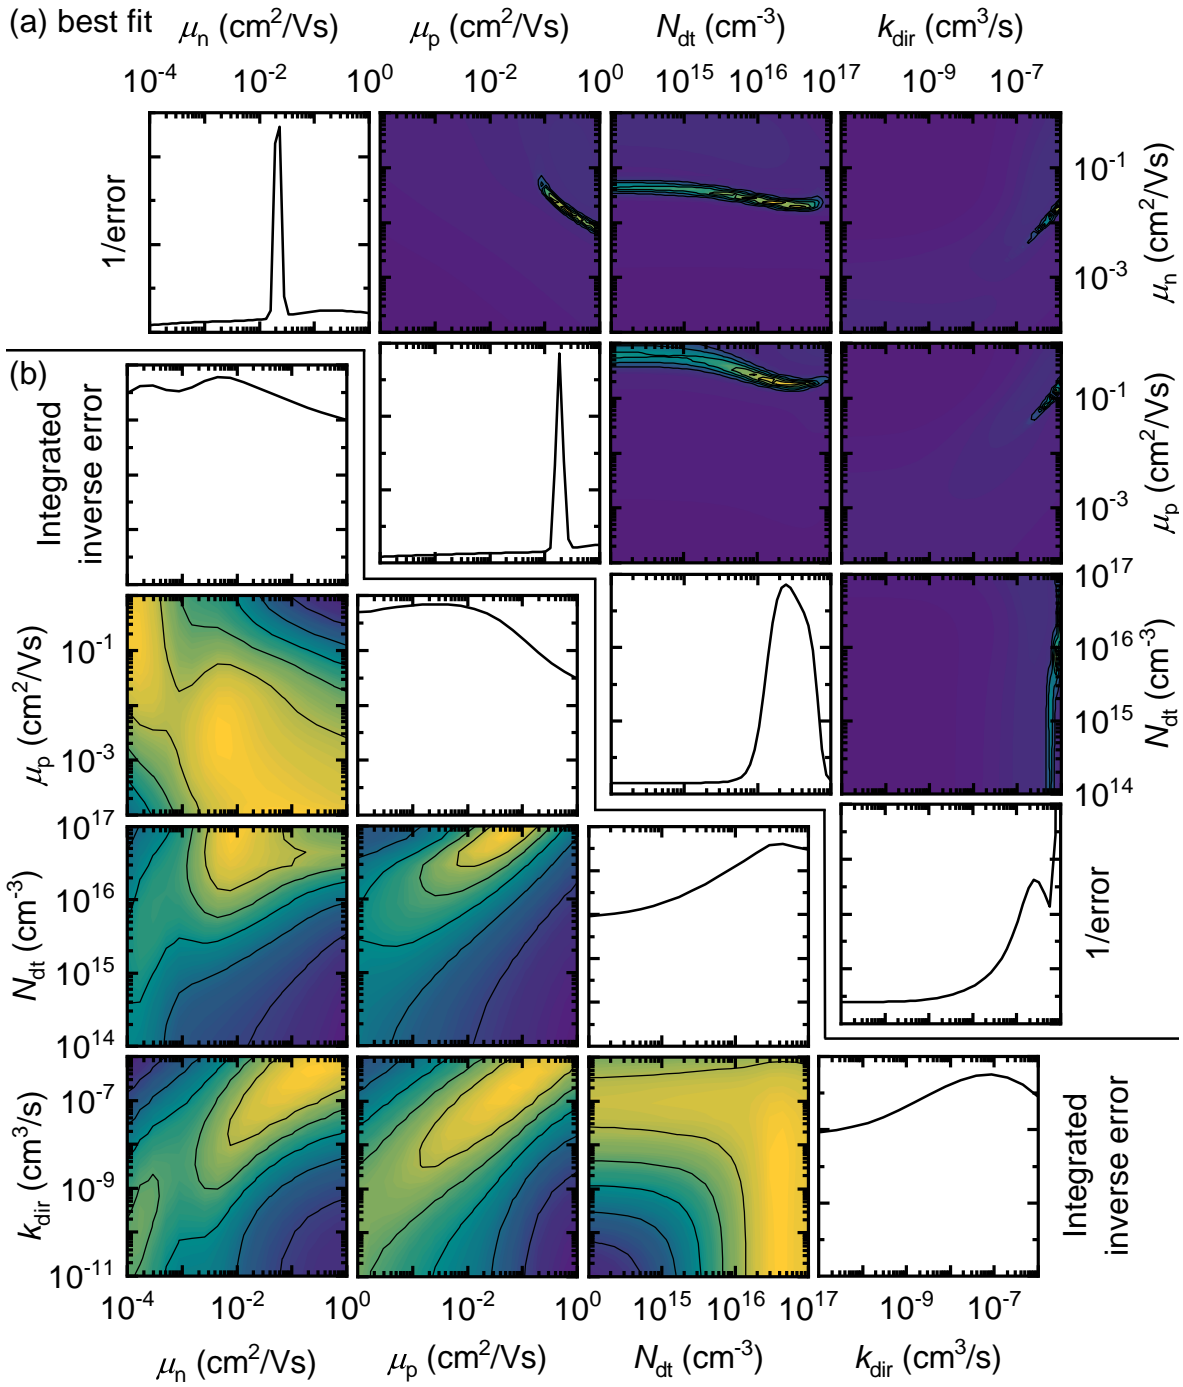 (a) best fit
μn (cm2/Vs)
μp (cm2/Vs)
Ndt (cm-3)
kdir (cm3/s)
10-4 10-2 100 10-2 100 1015 1016 1017 10-9 10-7
1/error
10-1
10-3
μn (cm2/Vs)
(b)
Integrated
inverse error
10-1
10-3
μp (cm2/Vs)
10-1
10-3
μp (cm2/Vs)
1017
1016
1015
1014
Ndt (cm-3)
1017
1016
1015
1014
Ndt (cm-3)
1/error
10-7
10-9
10-11
kdir (cm3/s)
Integrated
inverse error
10-4 10-2 100 10-2 100 1015 1016 1017 10-9 10-7
μn (cm2/Vs)
μp (cm2/Vs)
Ndt (cm-3)
kdir (cm3/s)